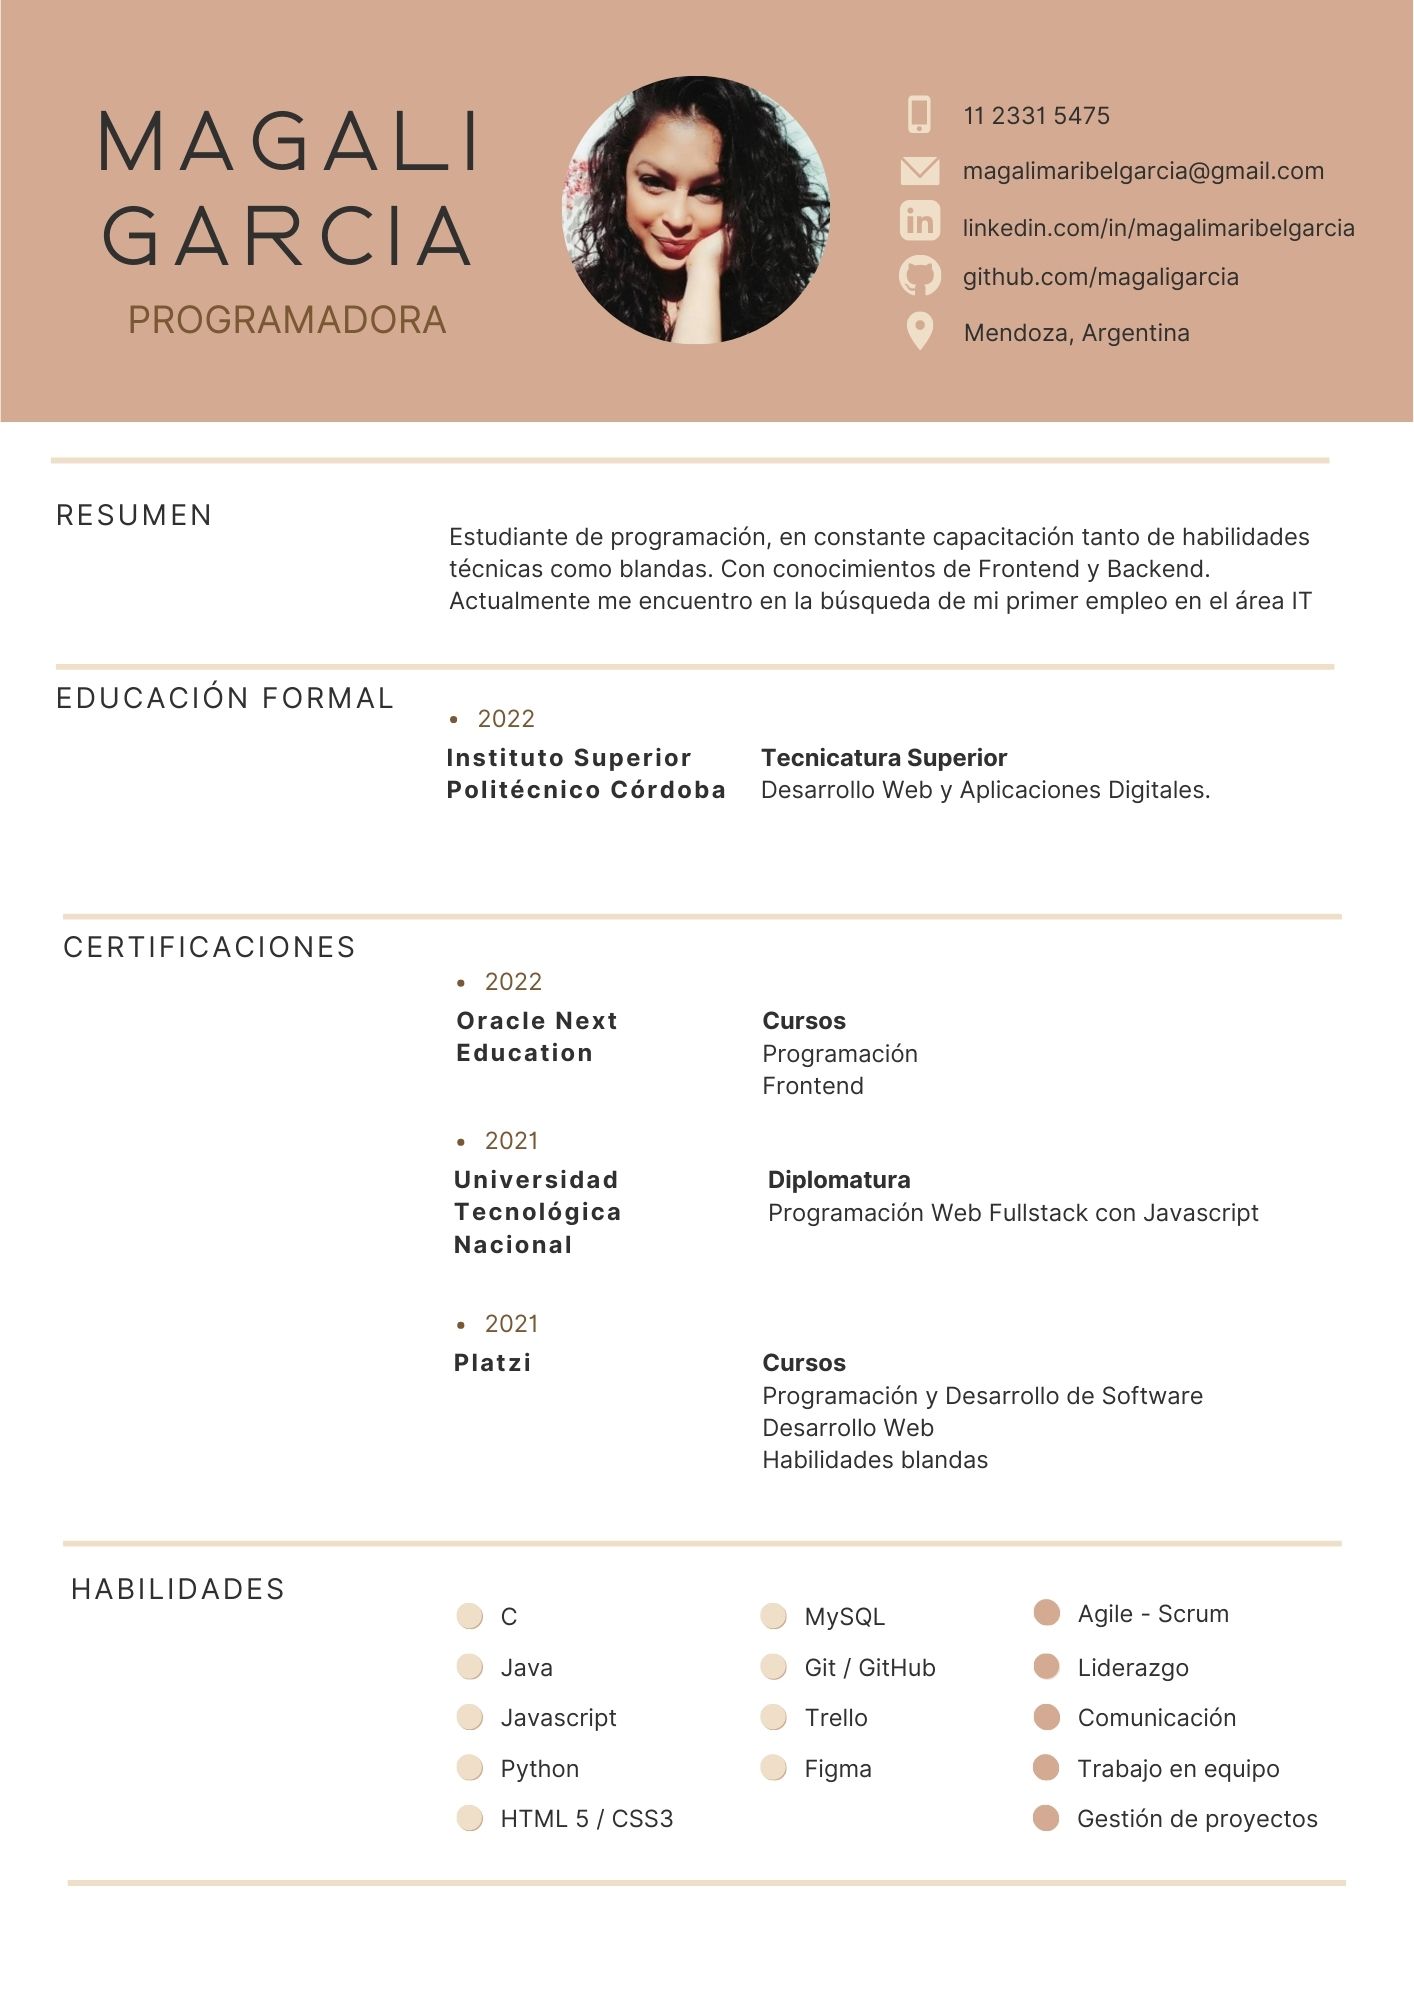 MAGALI
GARCIA
PROGRAMADORA
11 2331 5475
magalimaribelgarcia@gmail.com
linkedin.com/in/magalimaribelgarcia
github.com/magaligarcia
Mendoza, Argentina
RESUMEN
Estudiante de programación, en constante capacitación tanto de habilidades
técnicas como blandas. Con conocimientos de Frontend y Backend.
Actualmente me encuentro en la búsqueda de mi primer empleo en el área IT
EDUCACIÓN FORMAL
• 2022
Instituto Superior
Politécnico Córdoba
Tecnicatura Superior
Desarrollo Web y Aplicaciones Digitales.
CERTIFICACIONES
• 2022
Oracle Next
Education
Cursos
Programación
Frontend
• 2021
Universidad
Tecnológica
Nacional
Diplomatura
Programación Web Fullstack con Javascript
• 2021
Platzi
Cursos
Programación y Desarrollo de Software
Desarrollo Web
Habilidades blandas
HABILIDADES
C
Java
Javascript
Python
HTML 5 / CSS3
MySQL
Git / GitHub
Trello
Figma
Agile - Scrum
Liderazgo
Comunicación
Trabajo en equipo
Gestión de proyectos